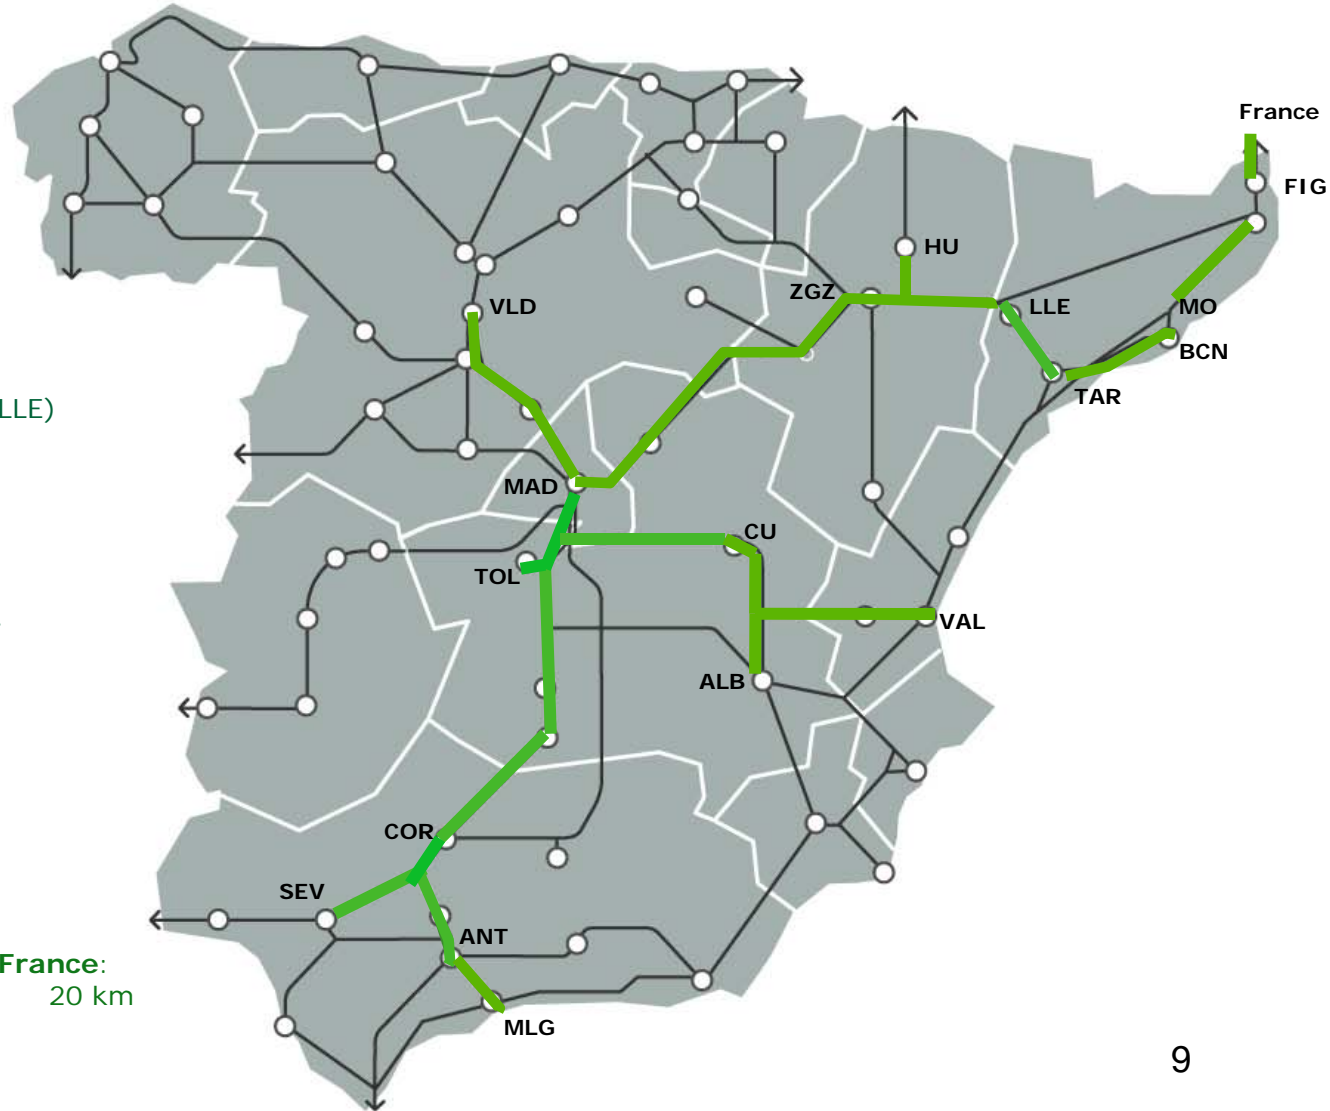 France
FIG
HU
ZGZ
LLE
VLD
MO
BCN
TAR
LLE)
MAD
CU
TOL
VAL
ALB
COR
SEV
ANT
France:
20 km
MLG
9